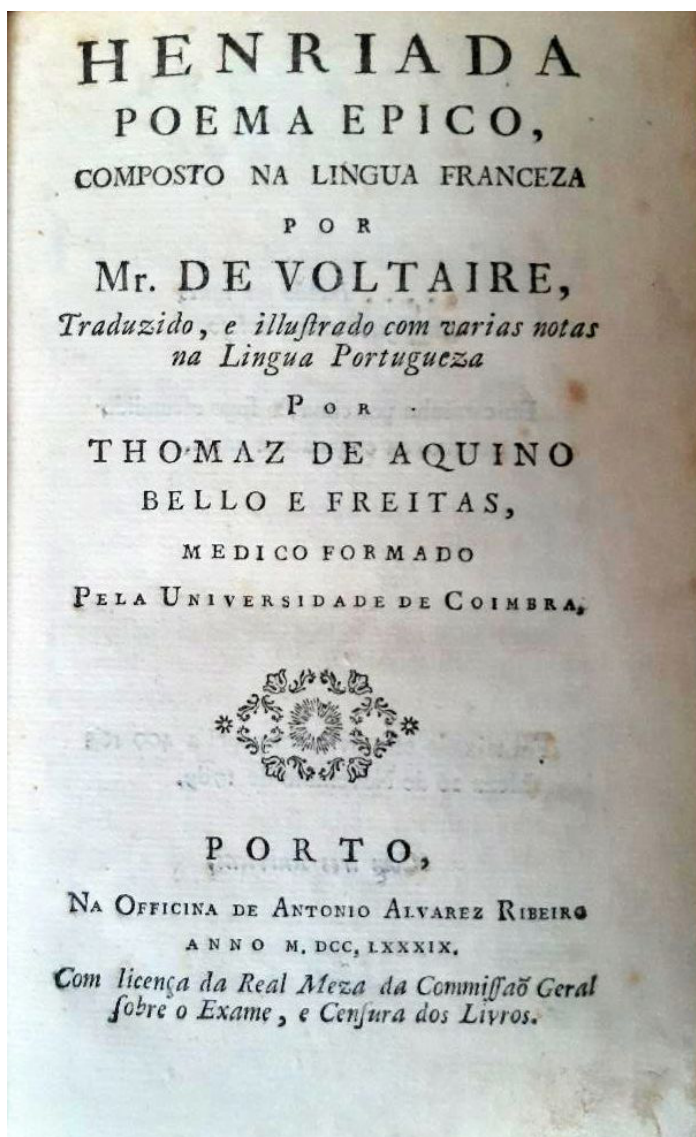 HENRIADA
POEMA EPICO,
COMPOSTO NA LINGUA FRANCEZA
POR
Mr. DE VOLTAIRE,
Traduzido, e illuſtrado com varias notas
na Lingua Portugueza
POR
THOMAZ DE AQUINO
BELLO E FREITAS,
MEDICO FORMADO
PELA UNIVERSIDADE DE COIMBRA,
PORTO,
NA OFFICINA DE ANTONIO ALVAREZ RIBEIRO
ANNO M. DCC, LXXXIX.
Com licença da Real Meza da Commiſſaõ Geral
ſobre o Exame, e Cenſura dos Livros.